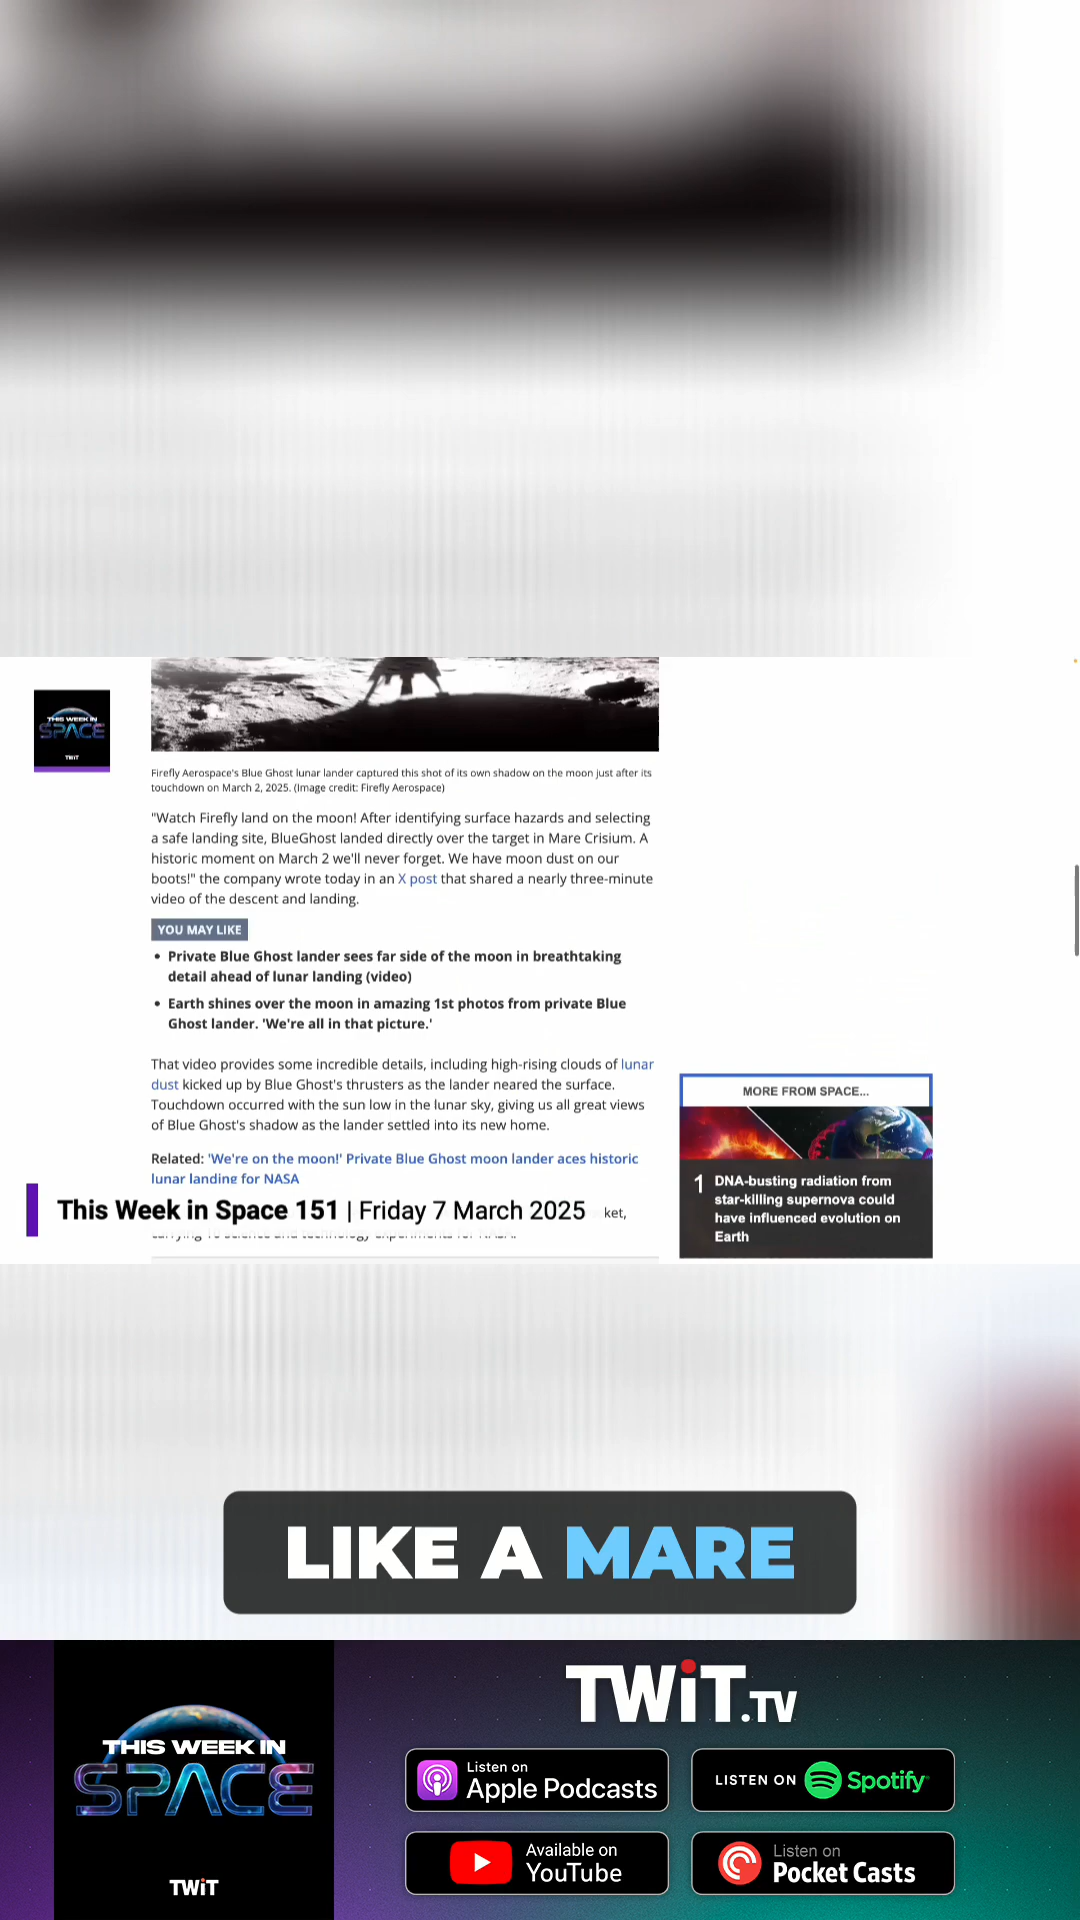 THIS WEEK IN
SPACE
TWiT
Firefly Aerospace's Blue Ghost lunar lander captured this shot of its own shadow on the moon just after its
touchdown on March 2, 2025. (Image credit: Firefly Aerospace)
"Watch Firefly land on the moon! After identifying surface hazards and selecting
a safe landing site, BlueGhost landed directly over the target in Mare Crisium. A
historic moment on March 2 we'll never forget. We have moon dust on our
boots!" the company wrote today in an X post that shared a nearly three-minute
video of the descent and landing.
YOU MAY LIKE
• Private Blue Ghost lander sees far side of the moon in breathtaking
detail ahead of lunar landing (video)
• Earth shines over the moon in amazing 1st photos from private Blue
Ghost lander. 'We're all in that picture.'
That video provides some incredible details, including high-rising clouds of lunar
dust kicked up by Blue Ghost's thrusters as the lander neared the surface.
Touchdown occurred with the sun low in the lunar sky, giving us all great views
of Blue Ghost's shadow as the lander settled into its new home.
Related: 'We're on the moon!' Private Blue Ghost moon lander aces historic
lunar landing for NASA
ket,
MORE FROM SPACE...
1 DNA-busting radiation from
star-killing supernova could
have influenced evolution on
Earth
This Week in Space 151 | Friday 7 March 2025
LIKE A MARE
THIS WEEK IN
SPACE
TWiT
TWiT.TV
Listen on
Apple Podcasts
LISTEN ON Spotify
Available on
YouTube
Listen on
Pocket Casts